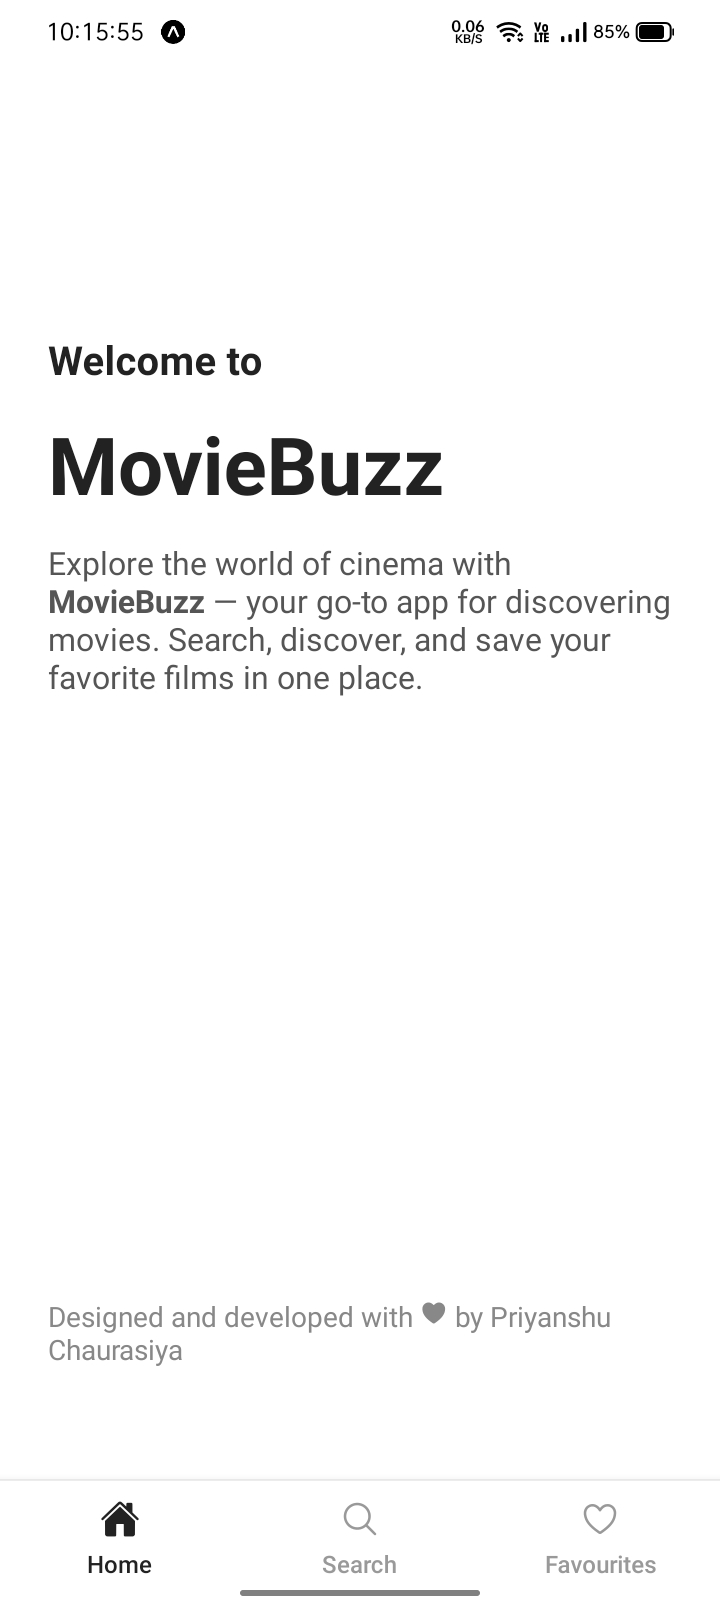 10:15:55 0.06 KB/S Vo LTE 85%
Welcome to
MovieBuzz
Explore the world of cinema with
MovieBuzz — your go-to app for discovering
movies. Search, discover, and save your
favorite films in one place.
Designed and developed with ♥ by Priyanshu
Chaurasiya
Home Search Favourites